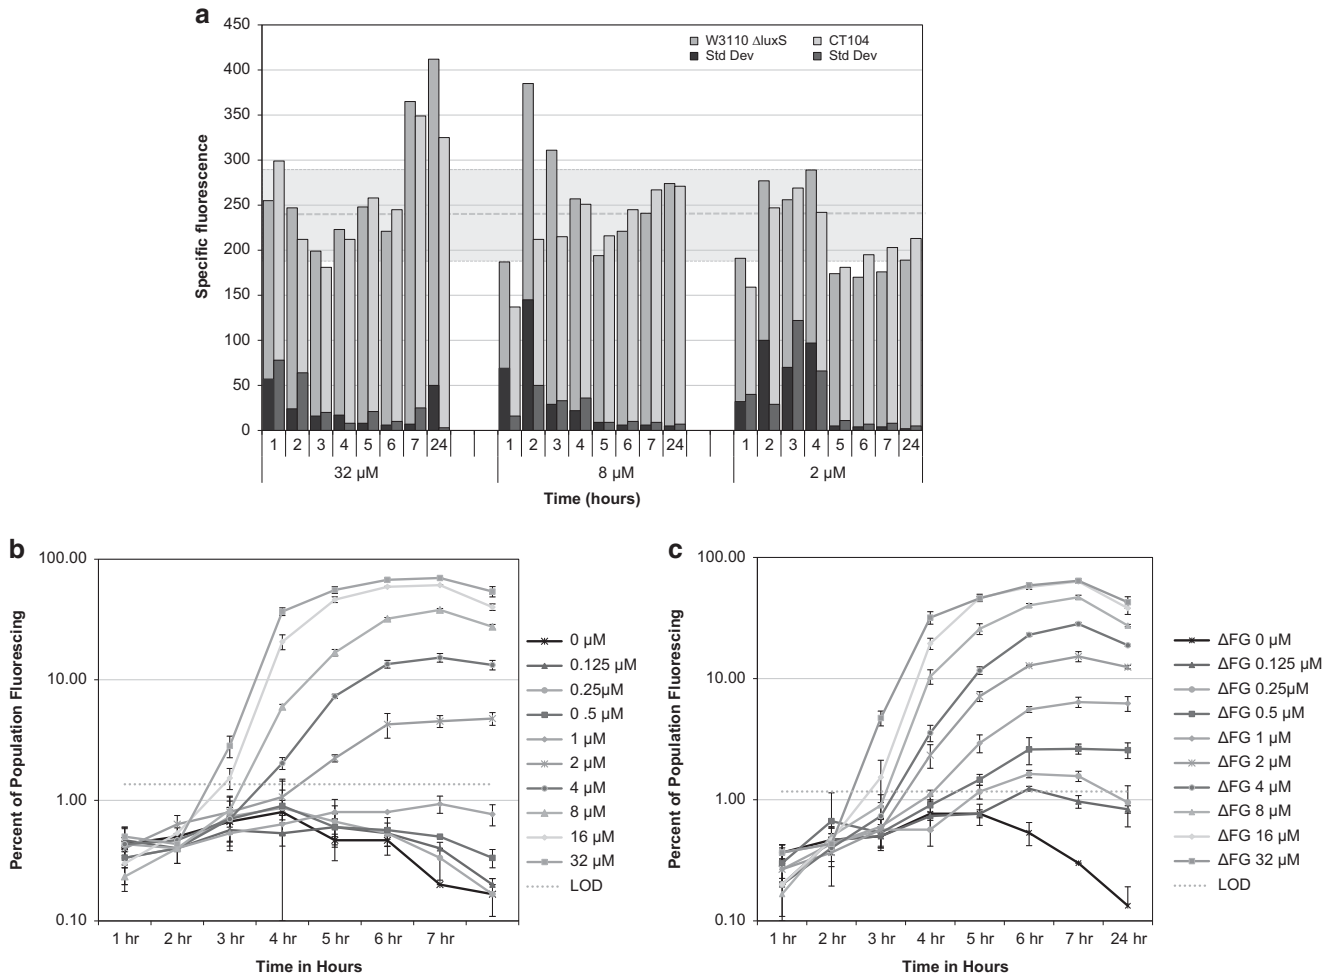 a
450
400
350
300
250
200
150
100
50
0
Specific fluorescence
W3110 ΔluxS CT104
Std Dev Std Dev
1 2 3 4 5 6 7 24 1 2 3 4 5 6 7 24 1 2 3 4 5 6 7 24
32 µM 8 µM 2 µM
Time (hours)
b
100.00
10.00
1.00
0.10
Percent of Population Fluorescing
1 hr 2 hr 3 hr 4 hr 5 hr 6 hr 7 hr
Time in Hours
0 µM
0.125 µM
0.25µM
0 .5 µM
1 µM
2 µM
4 µM
8 µM
16 µM
32 µM
LOD
c
100.00
10.00
1.00
0.10
Percent of Population Fluorescing
1 hr 2 hr 3 hr 4 hr 5 hr 6 hr 7 hr 24 hr
Time in Hours
ΔFG 0 µM
ΔFG 0.125 µM
ΔFG 0.25µM
ΔFG 0.5 µM
ΔFG 1 µM
ΔFG 2 µM
ΔFG 4 µM
ΔFG 8 µM
ΔFG 16 µM
ΔFG 32 µM
LOD